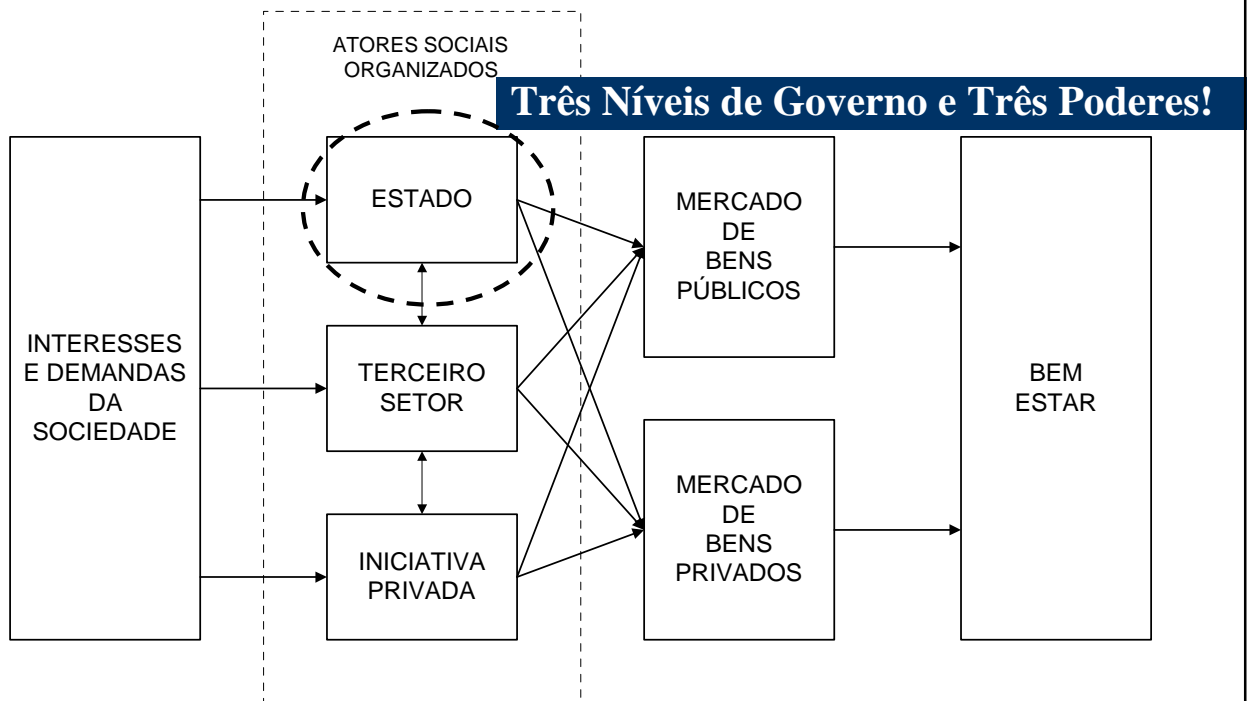 ATORES SOCIAIS
ORGANIZADOS
Três Níveis de Governo e Três Poderes!
INTERESSES
E DEMANDAS
DA
SOCIEDADE
ESTADO
TERCEIRO
SETOR
INICIATIVA
PRIVADA
MERCADO
DE
BENS
PÚBLICOS
MERCADO
DE
BENS
PRIVADOS
BEM
ESTAR